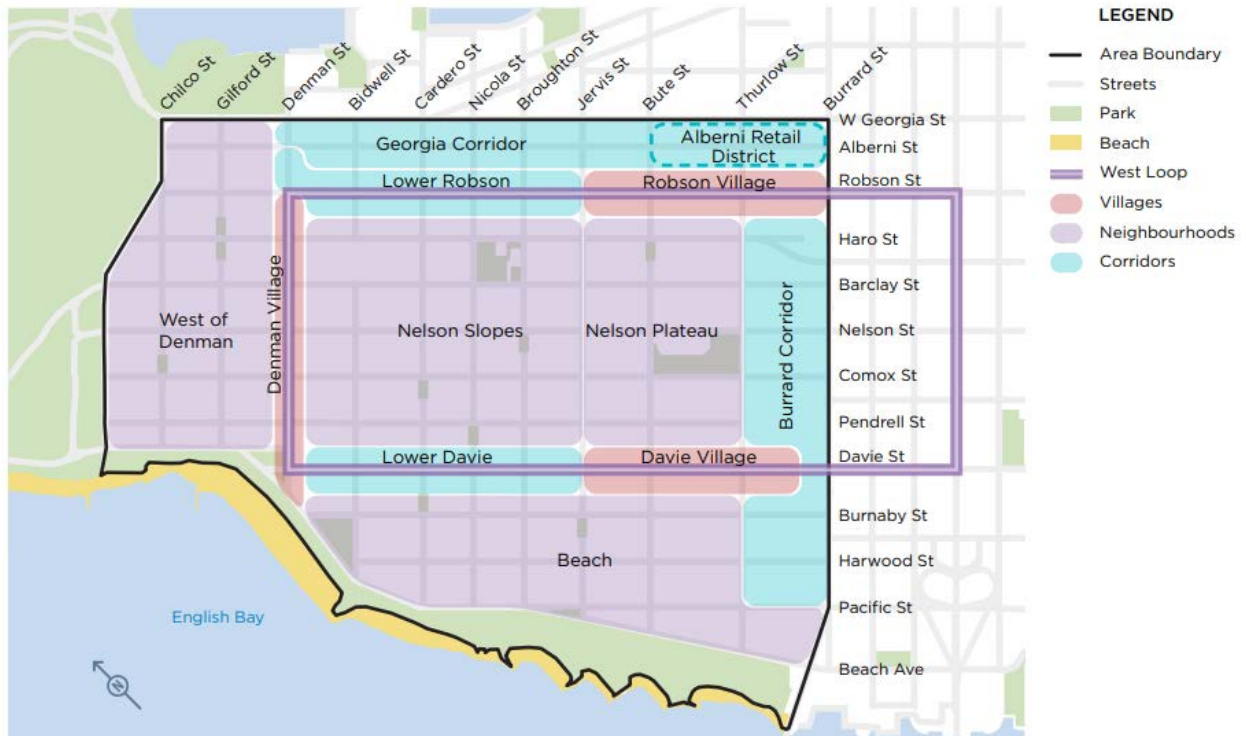 LEGEND
Area Boundary
Streets
Park
Beach
West Loop
Villages
Neighbourhoods
Corridors
Chilco St
Gilford St
Denman St
Bidwell St
Cardero St
Nicola St
Broughton St
Jervis St
Bute St
Thurlow St
Burrard St
W Georgia St
Alberni St
Robson St
Haro St
Barclay St
Nelson St
Comox St
Pendrell St
Davie St
Burnaby St
Harwood St
Pacific St
Beach Ave
Georgia Corridor
Alberni Retail
District
Lower Robson
Robson Village
West of
Denman
Denman Village
Nelson Slopes
Nelson Plateau
Burrard Corridor
Lower Davie
Davie Village
Beach
English Bay
N